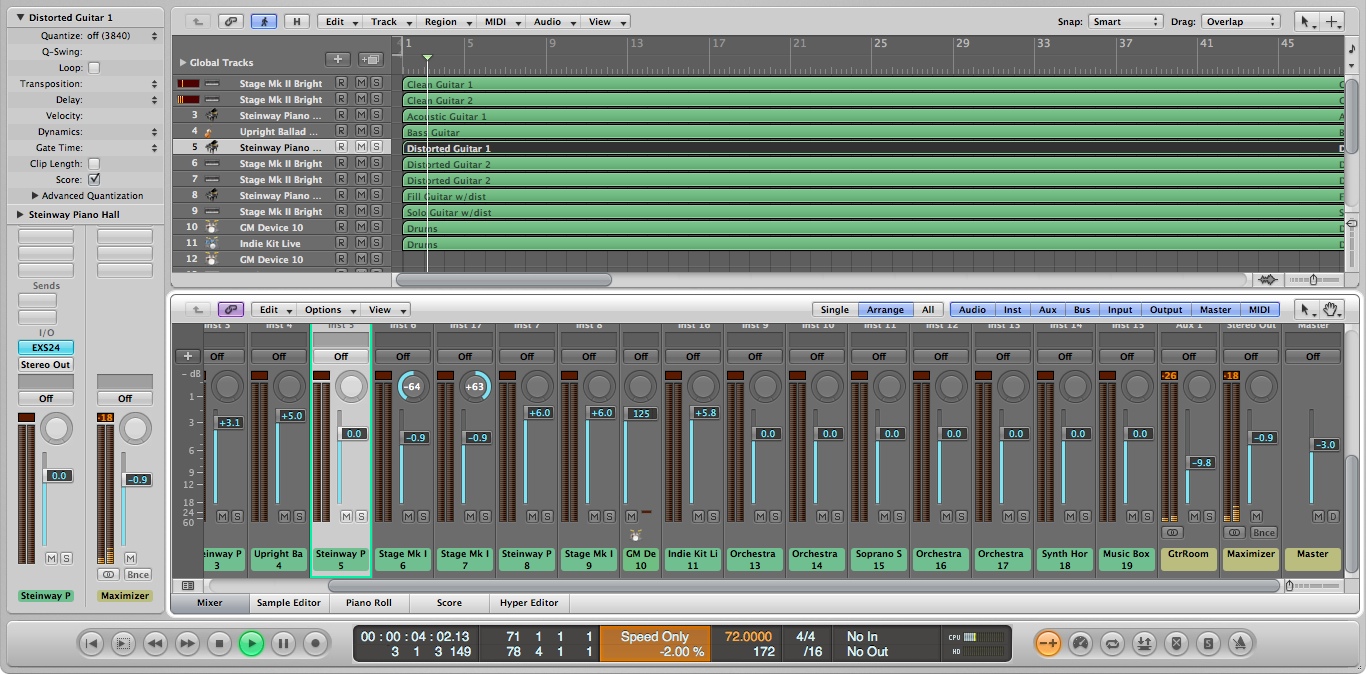 Distorted Guitar 1
Quantize: off (3840)
Q-Swing:
Loop:
Transposition:
Delay:
Velocity:
Dynamics:
Gate Time:
Clip Length:
Score:
Advanced Quantization
Steinway Piano Hall
Sends
I/O
EXS24
Stereo Out
Off Off
-18
0.0 -0.9
M S M
Bnce
Steinway P Maximizer
H Edit Track Region MIDI Audio View Snap: Smart Drag: Overlap
1 5 9 13 17 21 25 29 33 37 41 45
Global Tracks
Stage Mk II Bright R M S Clean Guitar 1 C
Stage Mk II Bright R M S Clean Guitar 2 C
3 Steinway Piano ... R M S Acoustic Guitar 1 A
4 Upright Ballad ... R M S Bass Guitar B
5 Steinway Piano ... R M S Distorted Guitar 1 D
6 Stage Mk II Bright R M S Distorted Guitar 2 D
7 Stage Mk II Bright R M S Distorted Guitar 2 D
8 Steinway Piano ... R M S Fill Guitar w/dist F
9 Stage Mk II Bright R M S Solo Guitar w/dist S
10 GM Device 10 R M S Drums D
11 Indie Kit Live R M S Drums D
12 GM Device 10 R M S
Edit Options View Single Arrange All Audio Inst Aux Bus Input Output Master MIDI
Inst 3 Inst 4 Inst 5 Inst 6 Inst 17 Inst 7 Inst 8 Inst 16 Inst 9 Inst 10 Inst 11 Inst 12 Inst 13 Inst 14 Inst 15 Aux 1 Stereo Out Master
Off Off Off Off Off Off Off Off Off Off Off Off Off Off Off Off Off Off Off
dB -64 +63 -26 -18
1 3 6 9 12 18 24 60
+3.1 +5.0 0.0 -0.9 -0.9 +6.0 +6.0 125 +5.8 0.0 0.0 0.0 0.0 0.0 0.0 0.0 -9.8 -0.9 -3.0
M S M S M S M S M S M S M S M M S M S M S M S M S M S M S M S M S M M D
Bnce
einway P Upright Ba Steinway P Stage Mk I Stage Mk I Steinway P Stage Mk I GM De Indie Kit Li Orchestra Orchestra Soprano S Orchestra Orchestra Synth Hor Music Box GtrRoom Maximizer Master
3 4 5 6 7 8 9 10 11 13 14 15 16 17 18 19
Mixer Sample Editor Piano Roll Score Hyper Editor
00 : 00 : 04 : 02.13 71 1 1 1 Speed Only 72.0000 4/4 No In CPU
3 1 3 149 78 4 1 1 -2.00 % 172 /16 No Out HD